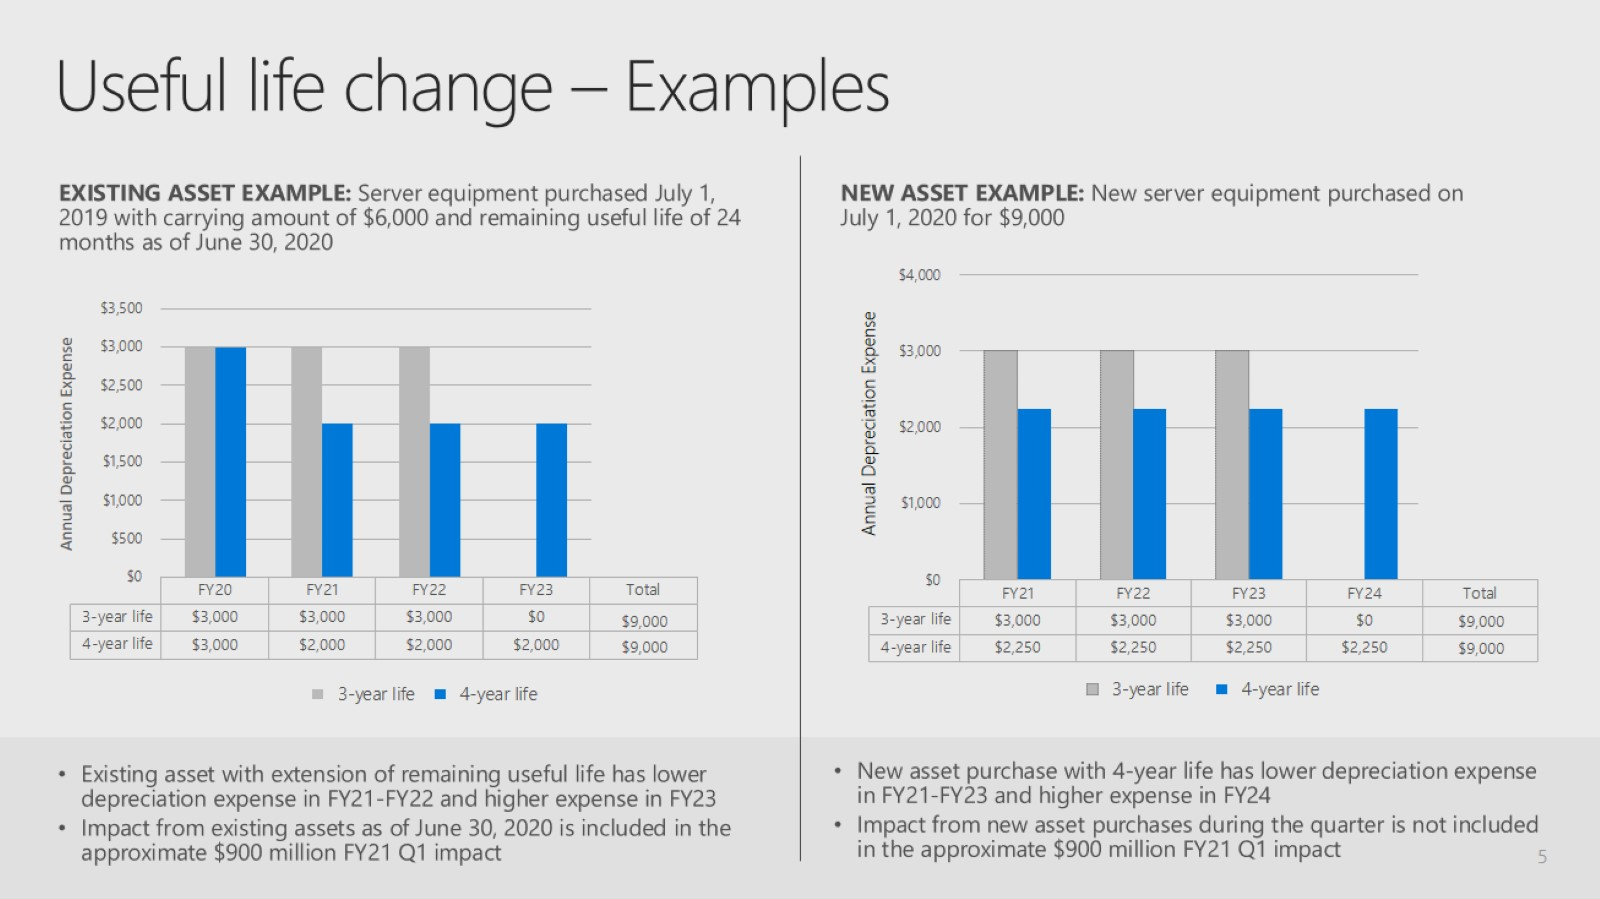 Useful life change – Examples
EXISTING ASSET EXAMPLE: Server equipment purchased July 1,
2019 with carrying amount of $6,000 and remaining useful life of 24
months as of June 30, 2020
Annual Depreciation Expense
$3,500
$3,000
$2,500
$2,000
$1,500
$1,000
$500
$0
FY20 FY21 FY22 FY23 Total
3-year life $3,000 $3,000 $3,000 $0 $9,000
4-year life $3,000 $2,000 $2,000 $2,000 $9,000
3-year life 4-year life
• Existing asset with extension of remaining useful life has lower
depreciation expense in FY21-FY22 and higher expense in FY23
• Impact from existing assets as of June 30, 2020 is included in the
approximate $900 million FY21 Q1 impact
NEW ASSET EXAMPLE: New server equipment purchased on
July 1, 2020 for $9,000
Annual Depreciation Expense
$4,000
$3,000
$2,000
$1,000
$0
FY21 FY22 FY23 FY24 Total
3-year life $3,000 $3,000 $3,000 $0 $9,000
4-year life $2,250 $2,250 $2,250 $2,250 $9,000
3-year life 4-year life
• New asset purchase with 4-year life has lower depreciation expense
in FY21-FY23 and higher expense in FY24
• Impact from new asset purchases during the quarter is not included
in the approximate $900 million FY21 Q1 impact
5